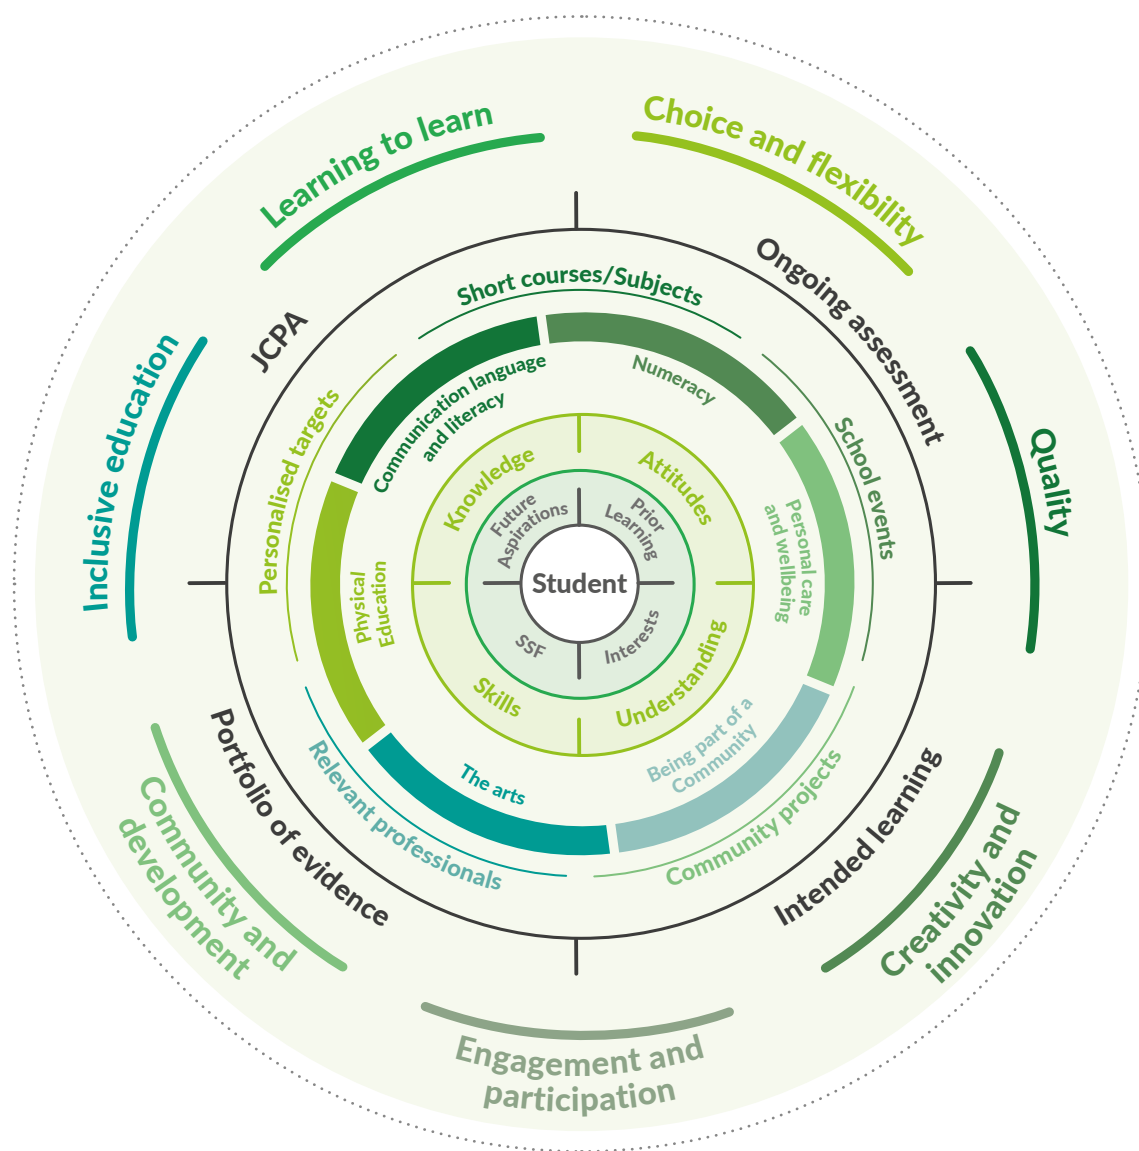 Learning to learn
Choice and flexibility
Quality
Creativity and
innovation
Engagement and
participation
Community and
development
Inclusive education
JCPA
Ongoing assessment
Intended learning
Portfolio of evidence
Short courses/Subjects
School events
Community projects
Relevant professionals
Personalised targets
Communication language
and literacy
Numeracy
Personal care
and wellbeing
Being part of a
Community
The arts
Physical
Education
Knowledge
Attitudes
Understanding
Skills
Future
Aspirations
Prior
Learning
Interests
SSF
Student